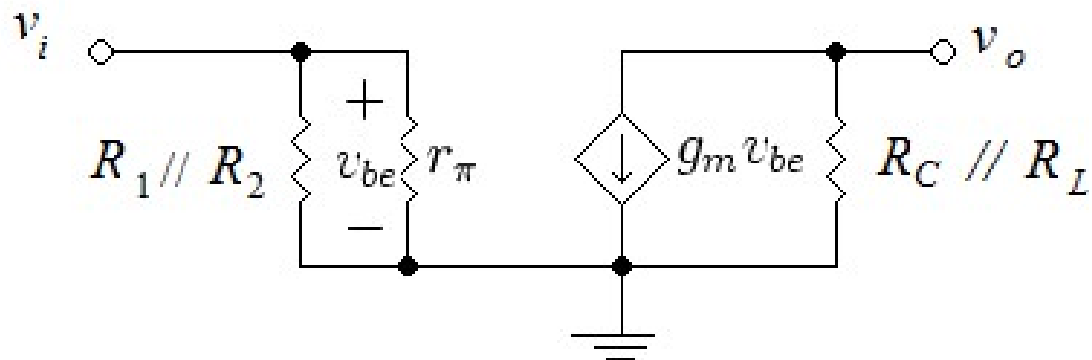 v_i
v_o
+
R_1 // R_2
v_be
r_π
g_m v_be
R_C // R_L
−